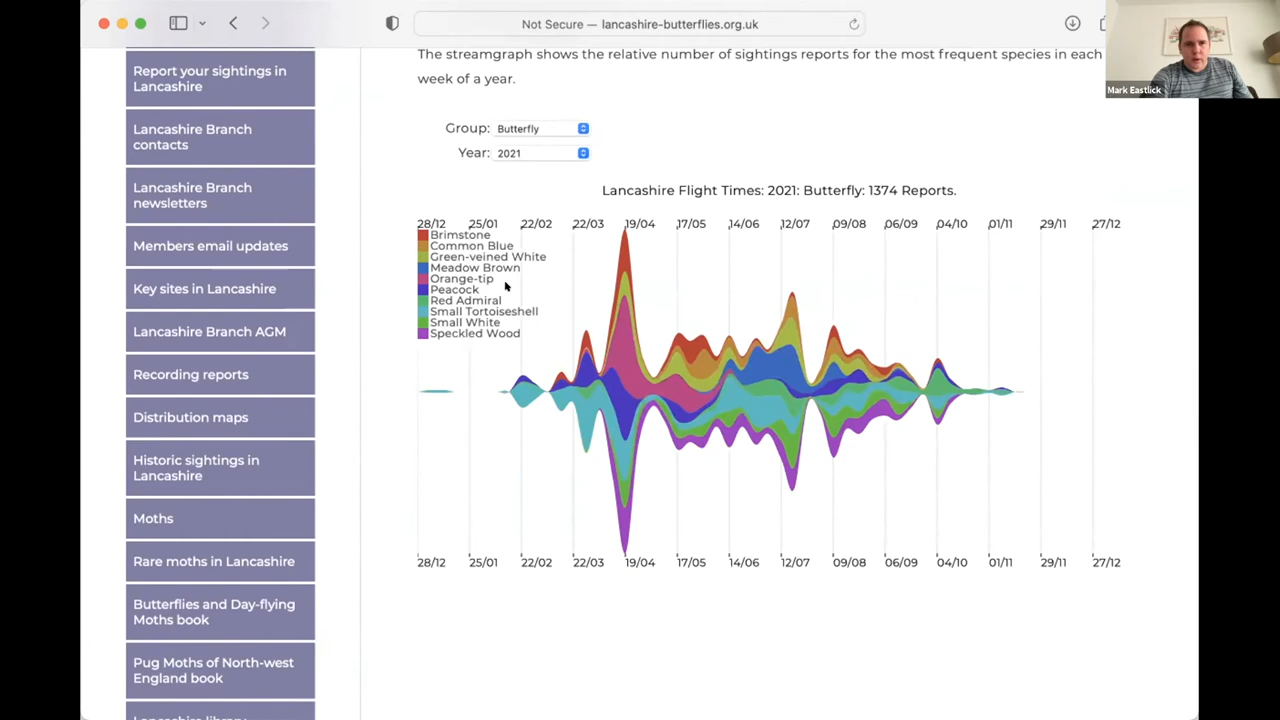 Not Secure — lancashire-butterflies.org.uk
Mark Eastlick
Report your sightings in
Lancashire
Lancashire Branch
contacts
Lancashire Branch
newsletters
Members email updates
Key sites in Lancashire
Lancashire Branch AGM
Recording reports
Distribution maps
Historic sightings in
Lancashire
Moths
Rare moths in Lancashire
Butterflies and Day-flying
Moths book
Pug Moths of North-west
England book
The streamgraph shows the relative number of sightings reports for the most frequent species in each
week of a year.
Group: Butterfly
Year: 2021
Lancashire Flight Times: 2021: Butterfly: 1374 Reports.
28/12 25/01 22/02 22/03 19/04 17/05 14/06 12/07 09/08 06/09 04/10 01/11 29/11 27/12
Brimstone
Common Blue
Green-veined White
Meadow Brown
Orange-tip
Peacock
Red Admiral
Small Tortoiseshell
Small White
Speckled Wood
28/12 25/01 22/02 22/03 19/04 17/05 14/06 12/07 09/08 06/09 04/10 01/11 29/11 27/12